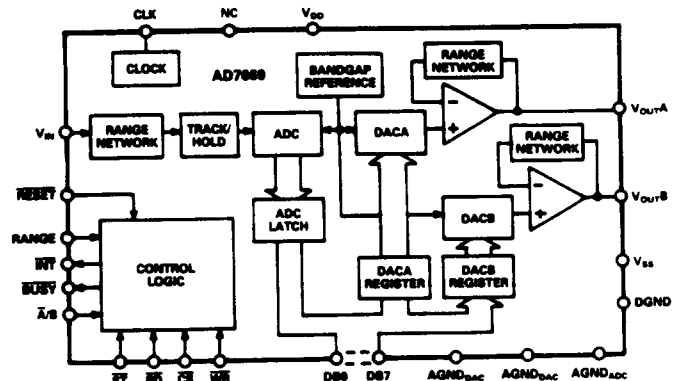 CLK
NC
VDD
CLOCK
AD7669
BANDGAP
REFERENCE
RANGE
NETWORK
VIN
RANGE
NETWORK
TRACK/
HOLD
ADC
DACA
VOUTA
RANGE
NETWORK
RESET
ADC
LATCH
DACB
VOUTB
RANGE
INT
BUSY
A/B
CONTROL
LOGIC
DACA
REGISTER
DACB
REGISTER
VSS
DGND
DB0
DB7
AGNDDAC
AGNDDAC
AGNDADC